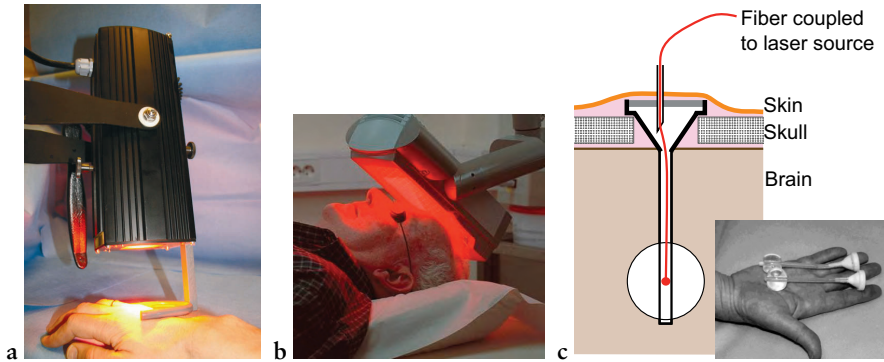 Fiber coupled
to laser source
Skin
Skull
Brain
a
b
c